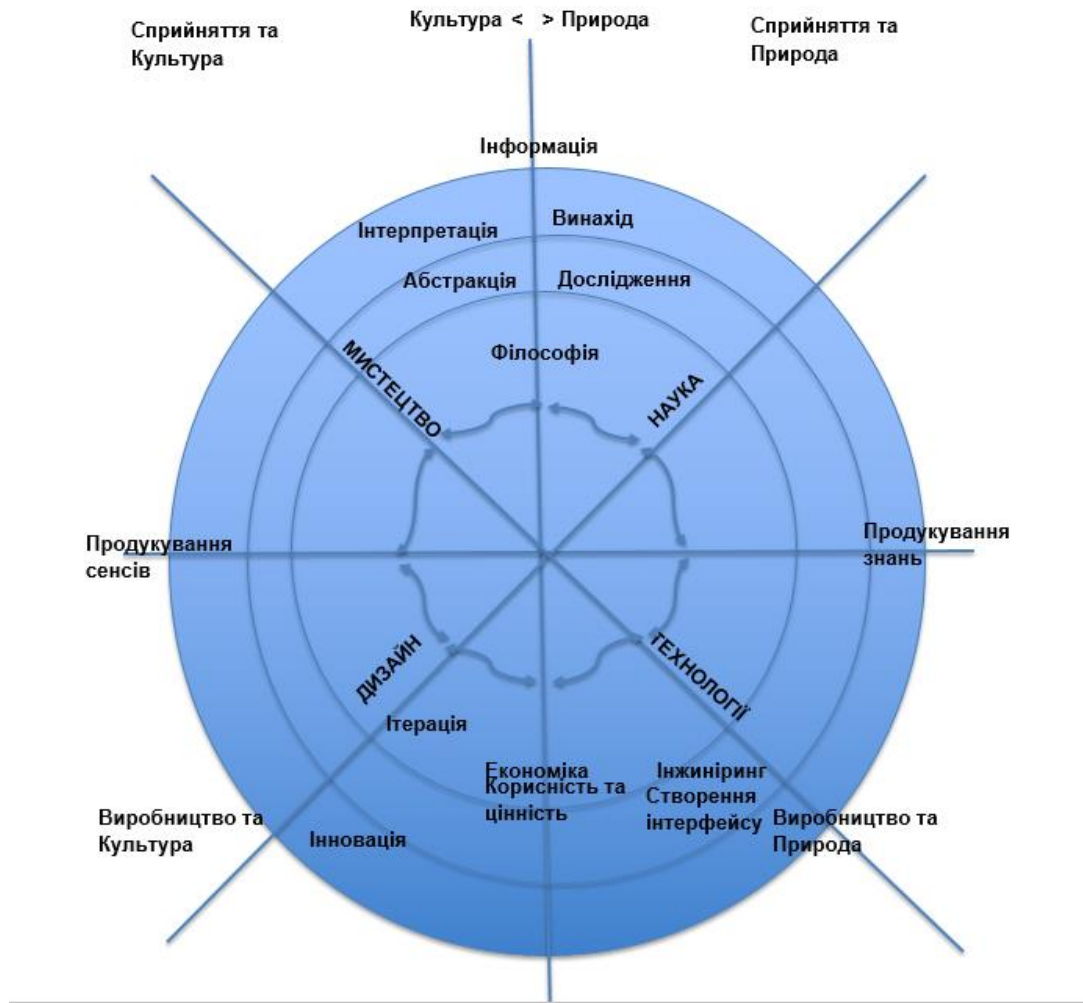 Культура < > Природа
Сприйняття та
Культура
Сприйняття та
Природа
Інформація
Інтерпретація
Винахід
Абстракція
Дослідження
Філософія
МИСТЕЦТВО
НАУКА
Продукування
сенсів
Продукування
знань
ДИЗАЙН
ТЕХНОЛОГІЇ
Ітерація
Економіка
Корисність та
цінність
Інжиніринг
Створення
інтерфейсу
Виробництво та
Культура
Інновація
Виробництво та
Природа